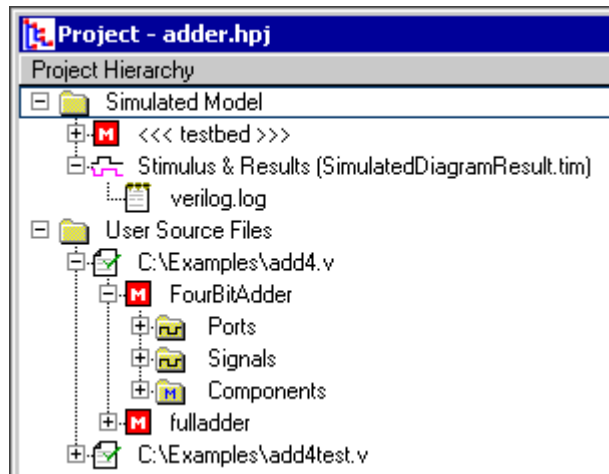 Project - adder.hpj
Project Hierarchy
Simulated Model
M <<< testbed >>>
Stimulus & Results (SimulatedDiagramResult.tim)
verilog.log
User Source Files
C:\Examples\add4.v
M FourBitAdder
Ports
Signals
M Components
M fulladder
C:\Examples\add4test.v